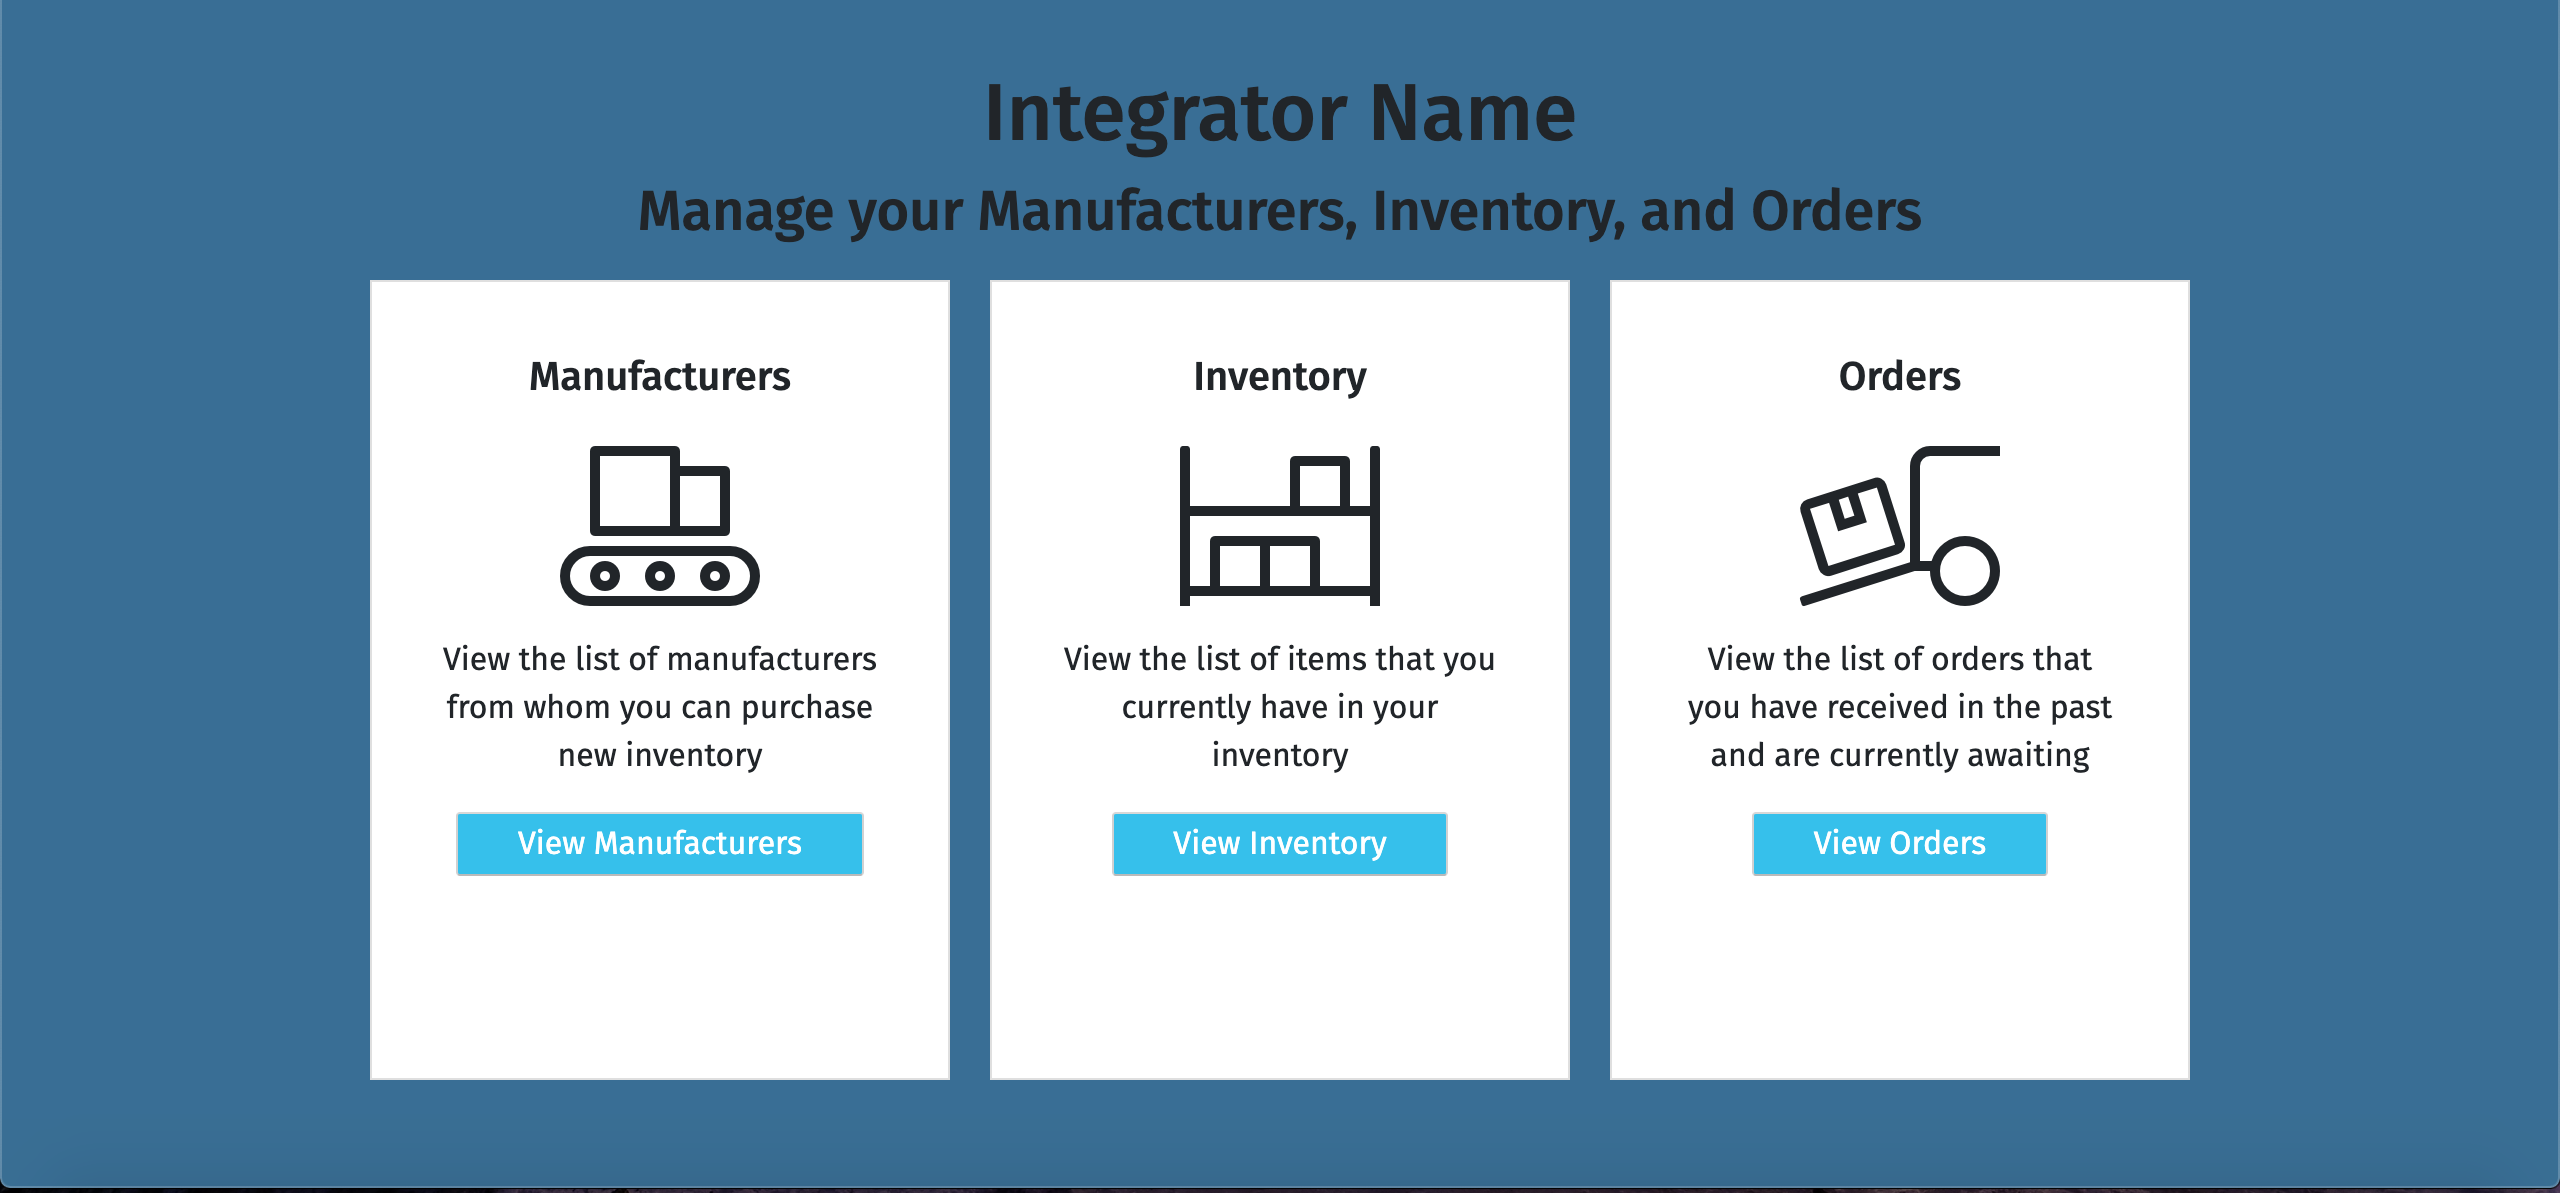 Integrator Name
Manage your Manufacturers, Inventory, and Orders
Manufacturers
View the list of manufacturers
from whom you can purchase
new inventory
View Manufacturers
Inventory
View the list of items that you
currently have in your
inventory
View Inventory
Orders
View the list of orders that
you have received in the past
and are currently awaiting
View Orders